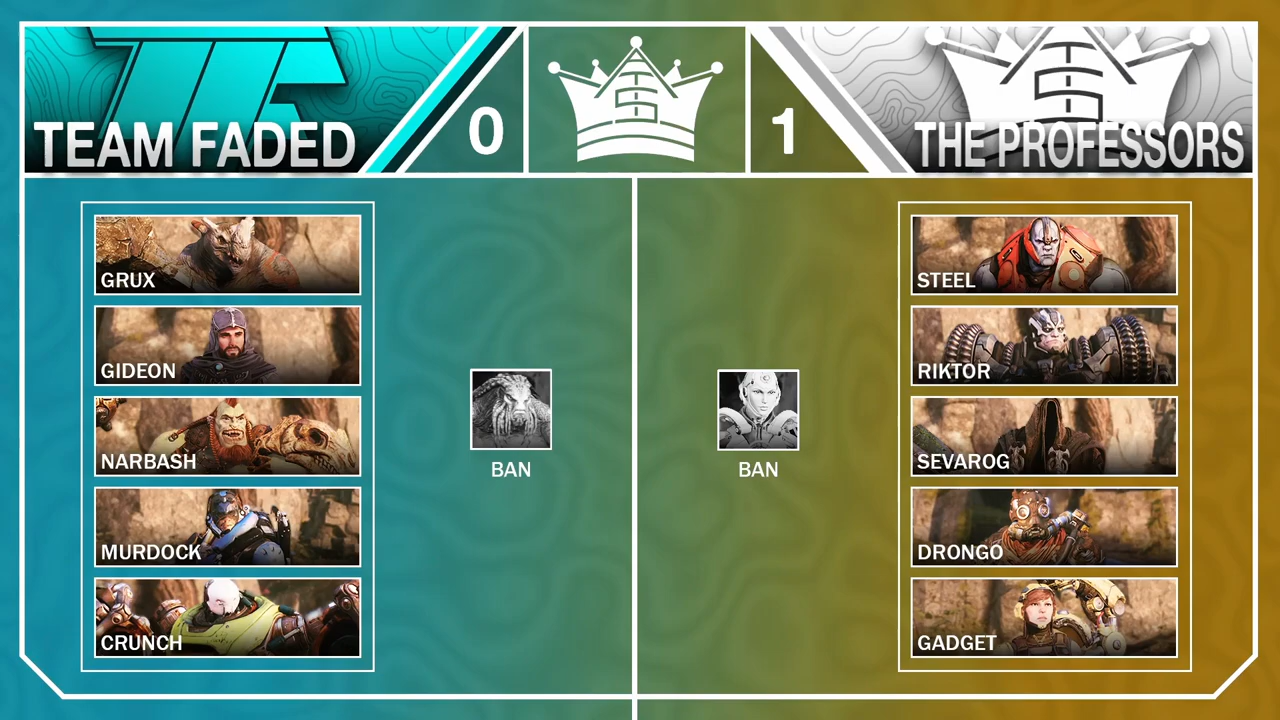 TEAM FADED
0
1
THE PROFESSORS
GRUX
GIDEON
NARBASH
MURDOCK
CRUNCH
BAN
BAN
STEEL
RIKTOR
SEVAROG
DRONGO
GADGET